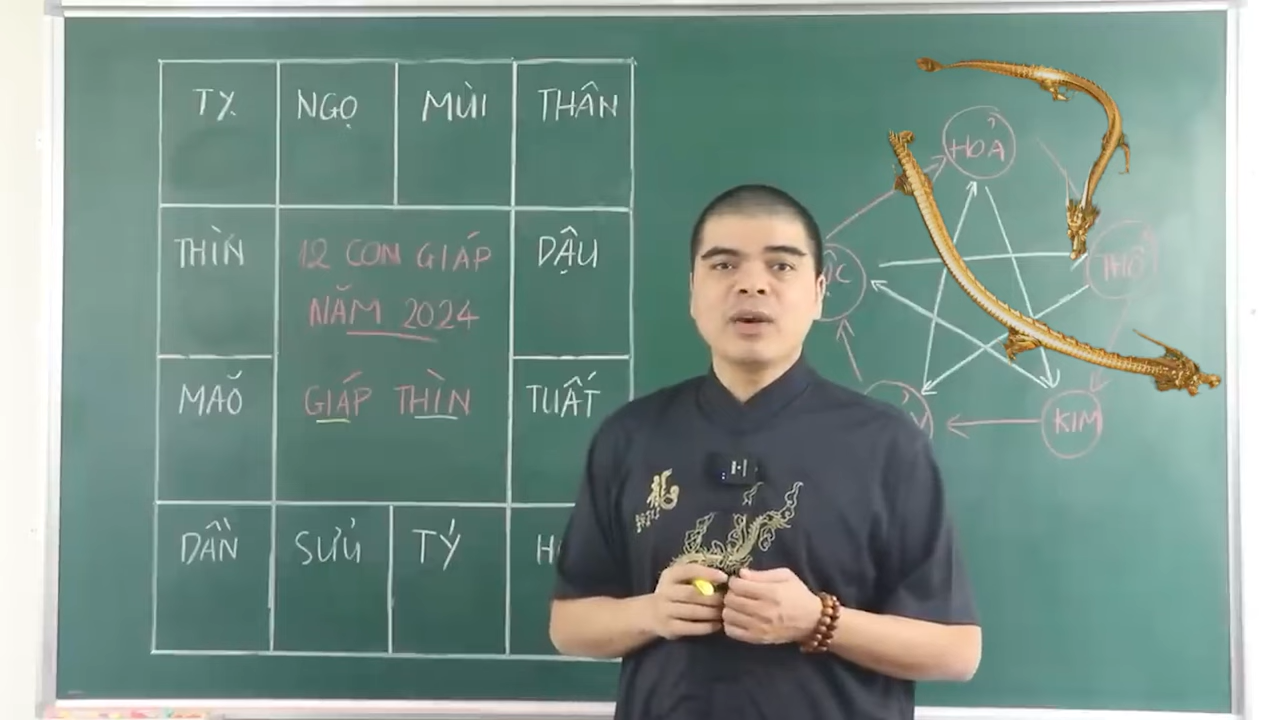 TỴ NGỌ MÙI THÂN
THÌN 12 CON GIÁP DẬU
NĂM 2024
MAÕ GIÁP THÌN TUẤT
DẦN SỬU TÝ
HỎA
THỔ
KIM